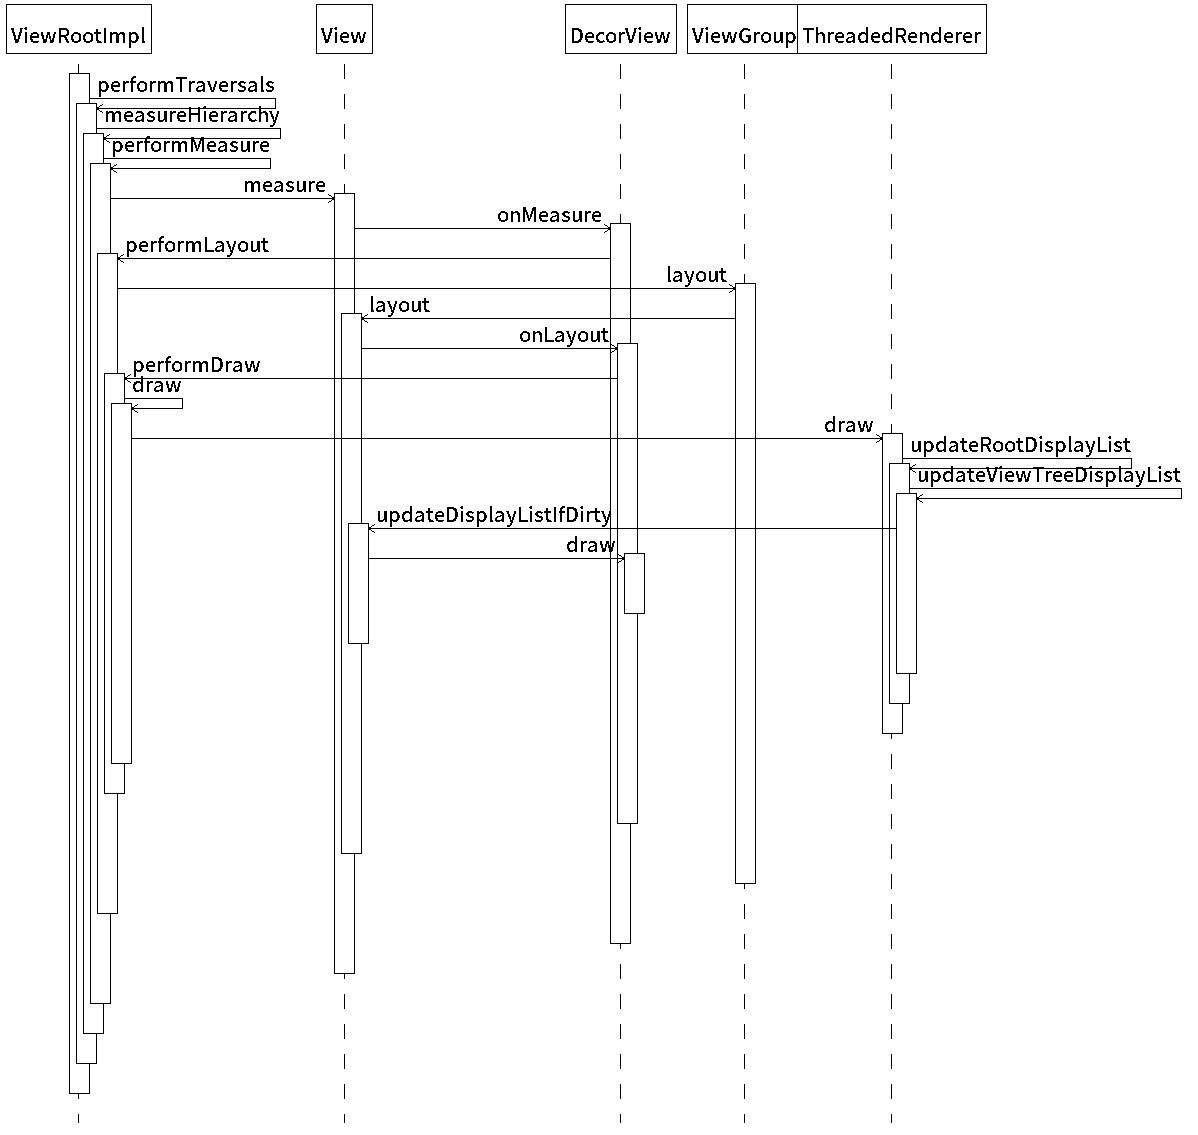 ViewRootImpl
View
DecorView
ViewGroup
ThreadedRenderer
performTraversals
measureHierarchy
performMeasure
measure
onMeasure
performLayout
layout
layout
onLayout
performDraw
draw
draw
updateRootDisplayList
updateViewTreeDisplayList
updateDisplayListIfDirty
draw